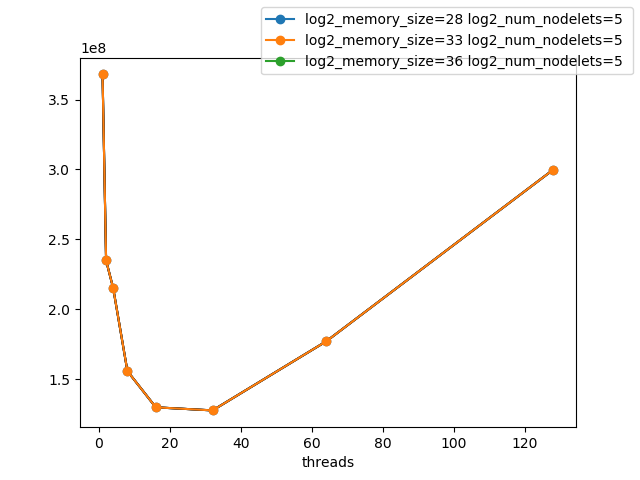 log2_memory_size=28 log2_num_nodelets=5
log2_memory_size=33 log2_num_nodelets=5
log2_memory_size=36 log2_num_nodelets=5
1e8
3.5
3.0
2.5
2.0
1.5
0 20 40 60 80 100 120
threads